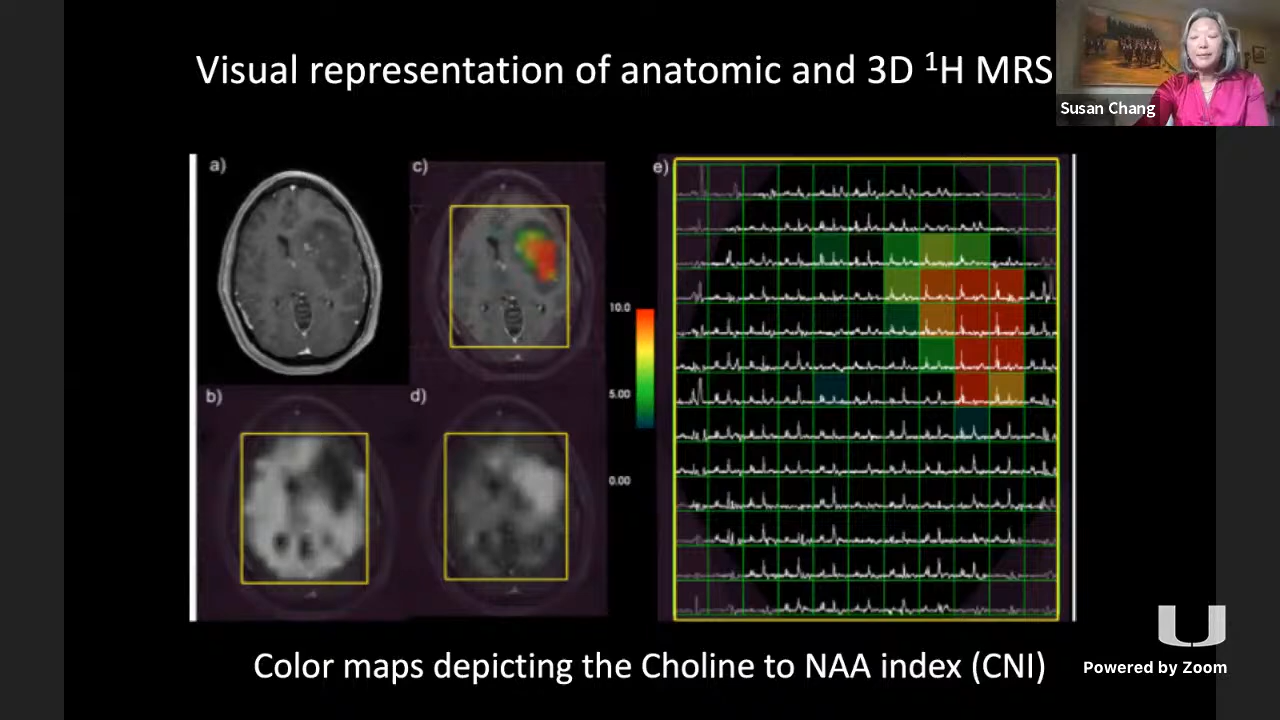 Visual representation of anatomic and 3D ¹H MRS
Susan Chang
a)
c)
e)
10.0
5.00
0.00
b)
d)
U
Powered by Zoom
Color maps depicting the Choline to NAA index (CNI)